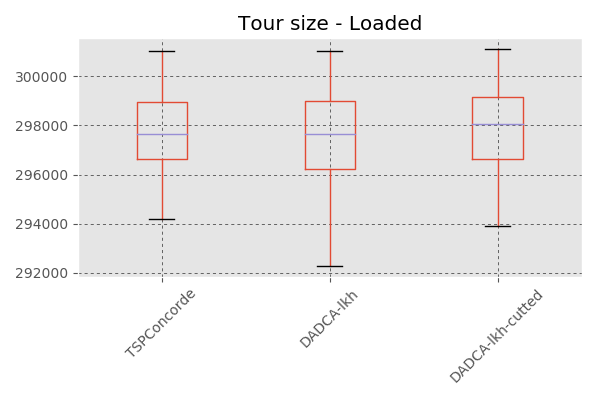 Tour size - Loaded
300000
298000
296000
294000
292000
TSPConcorde
DADCA-lkh
DADCA-lkh-cutted